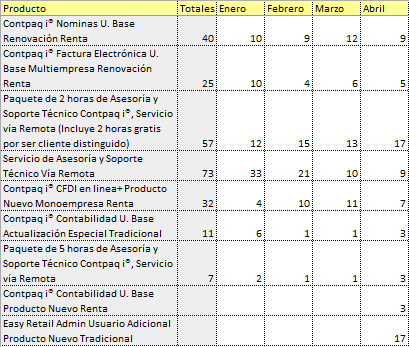 Producto Totales Enero Febrero Marzo Abril
Contpaq i® Nominas U. Base
Renovación Renta 40 10 9 12 9
Contpaq i® Factura Electrónica U.
Base Multiempresa Renovación
Renta 25 10 4 6 5
Paquete de 2 horas de Asesoría y
Soporte Técnico Contpaq i®, Servicio
vía Remota (Incluye 2 horas gratis
por ser cliente distinguido) 57 12 15 13 17
Servicio de Asesoría y Soporte
Técnico Vía Remota 73 33 21 10 9
Contpaq i® CFDI en linea+ Producto
Nuevo Monoempresa Renta 32 4 10 11 7
Contpaq i® Contabilidad U. Base
Actualización Especial Tradicional 11 6 1 1 3
Paquete de 5 horas de Asesoría y
Soporte Técnico Contpaq i®, Servicio
via Remota 7 2 1 1 3
Contpaq i® Contabilidad U. Base
Producto Nuevo Renta 3
Easy Retail Admin Usuario Adicional
Producto Nuevo Tradicional 17